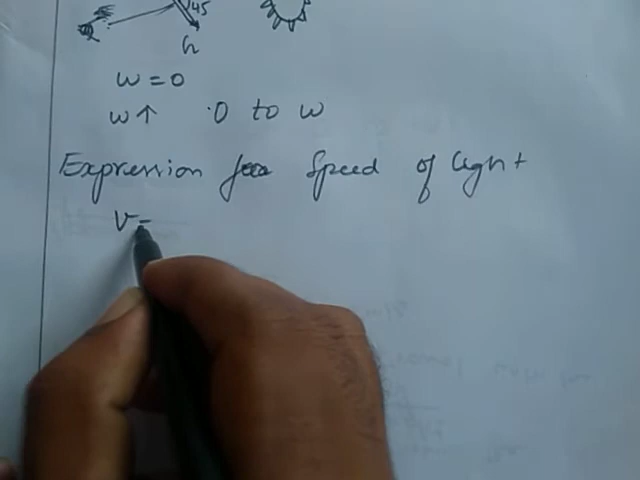 45
G
w = 0
w↑ 0 to w
Expression for Speed of light
V=